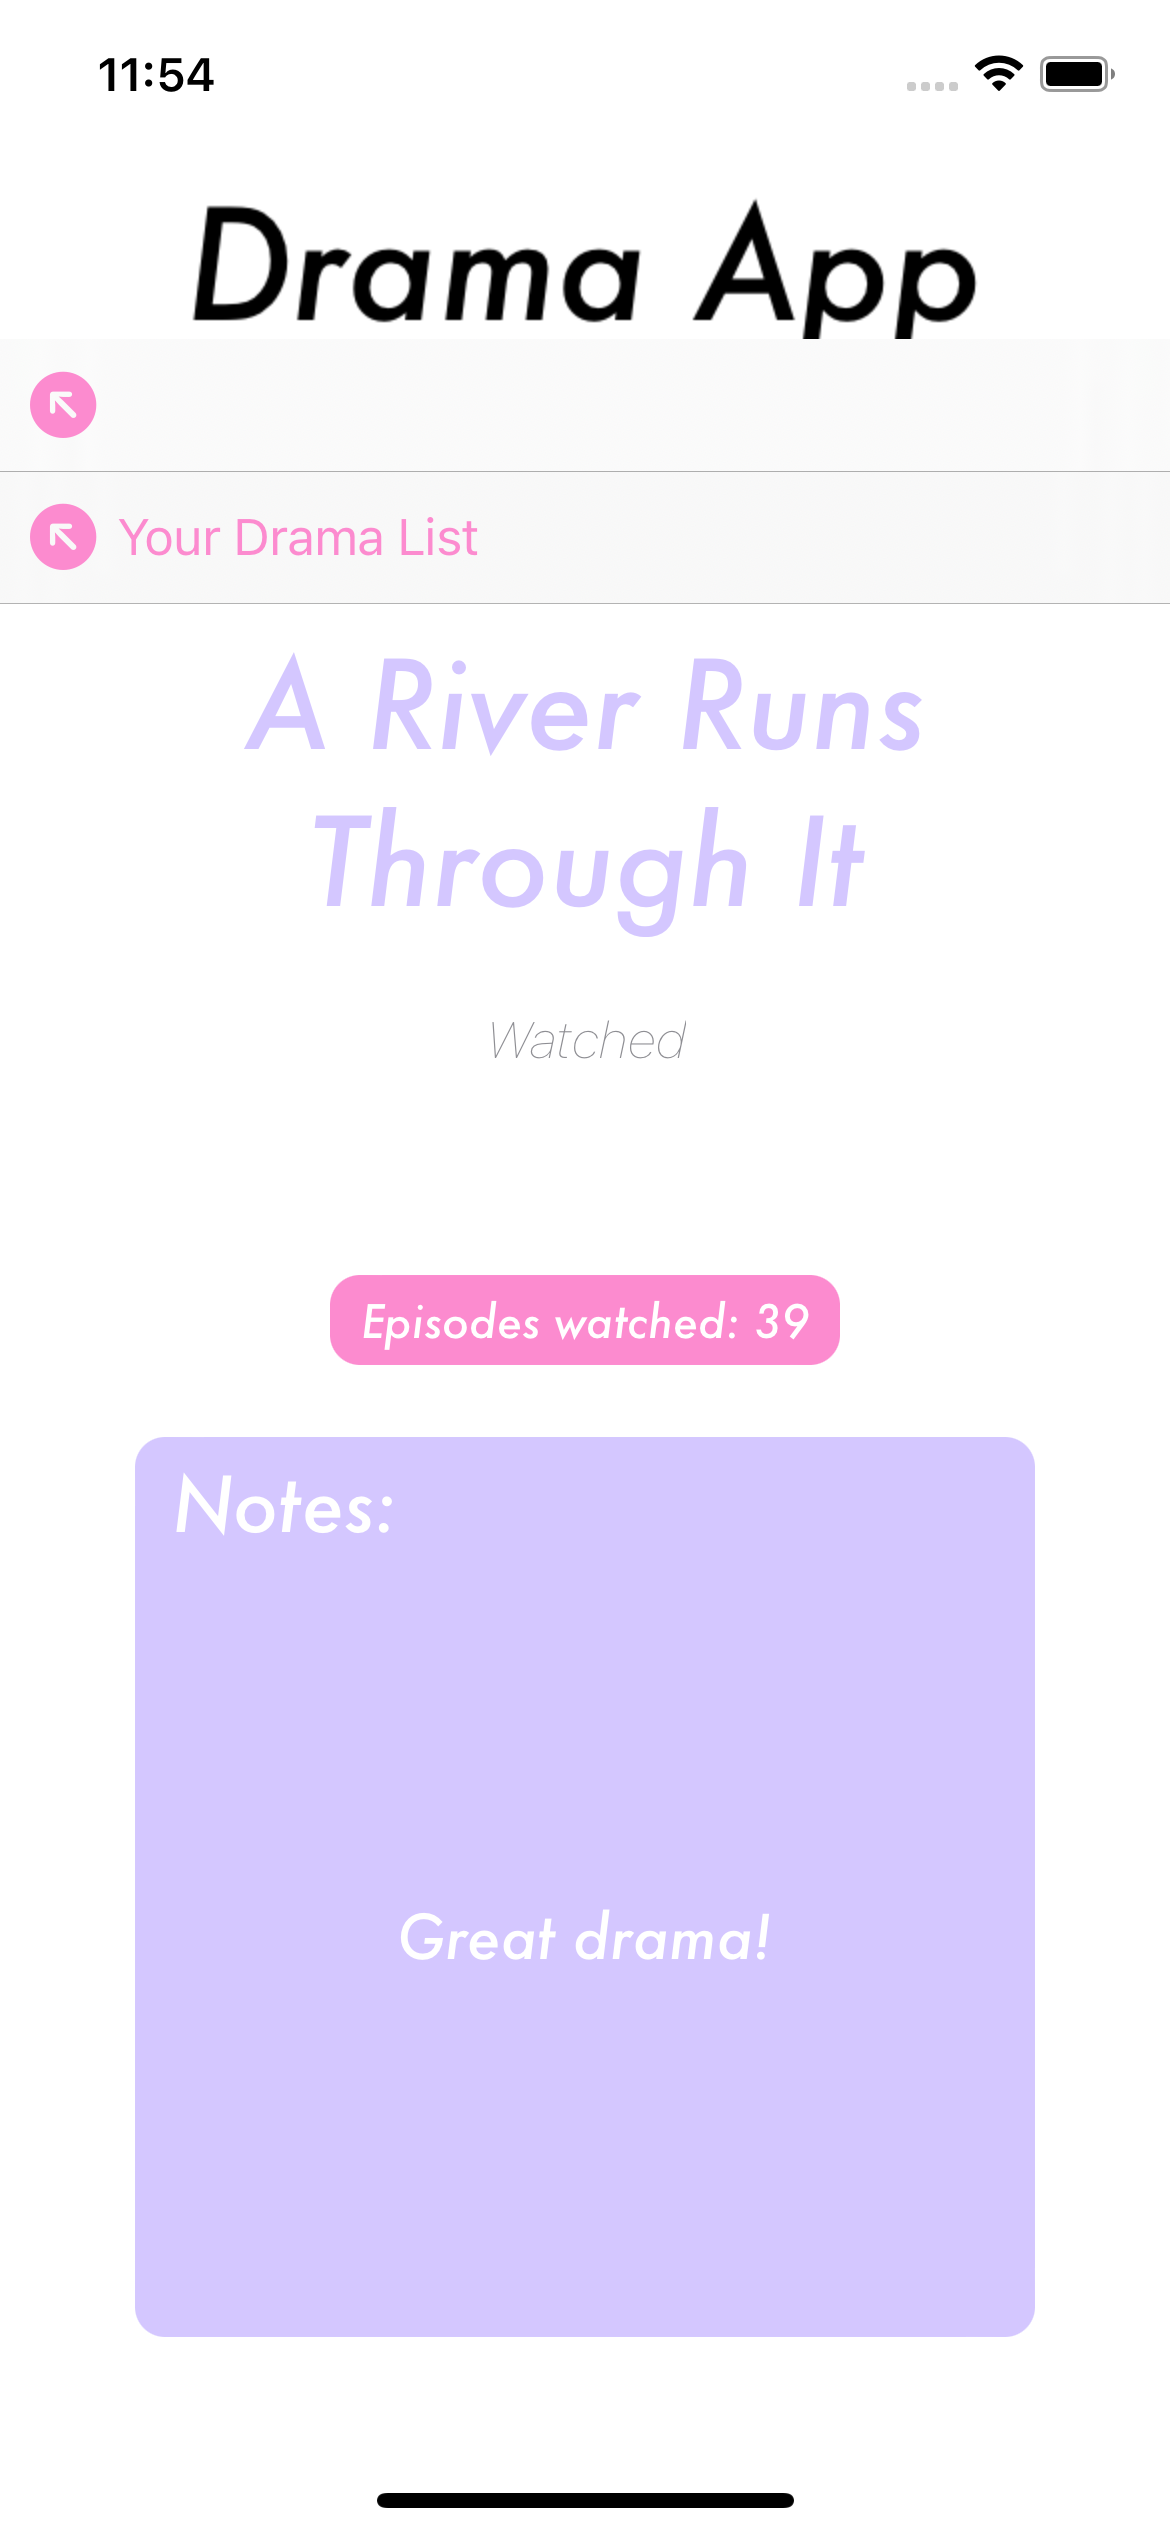 11:54
Drama App
Your Drama List
A River Runs
Through It
Watched
Episodes watched: 39
Notes:
Great drama!